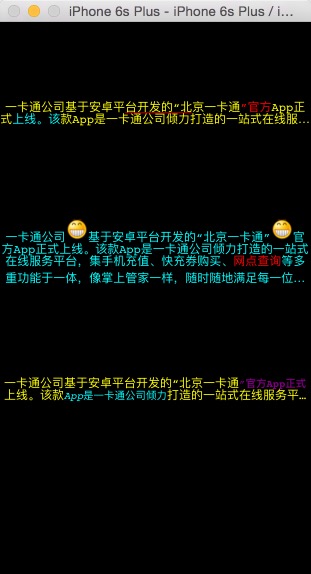 iPhone 6s Plus - iPhone 6s Plus / i...
一卡通公司基于安卓平台开发的“北京一卡通”官方App正
式上线。该款App是一卡通公司倾力打造的一站式在线服...
一卡通公司基于安卓平台开发的“北京一卡通”官
方App正式上线。该款App是一卡通公司倾力打造的一站式
在线服务平台，集手机充值、快充券购买、网点查询等多
重功能于一体，像掌上管家一样，随时随地满足每一位...
一卡通公司基于安卓平台开发的“北京一卡通”官方App正式
上线。该款App是一卡通公司倾力打造的一站式在线服务平...